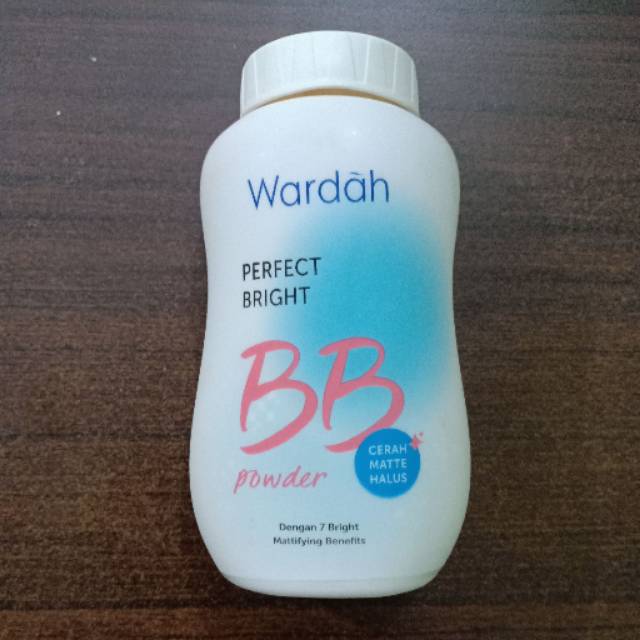 Wardah
PERFECT
BRIGHT
BB
powder
CERAH
MATTE
HALUS
Dengan 7 Bright
Mattifying Benefits